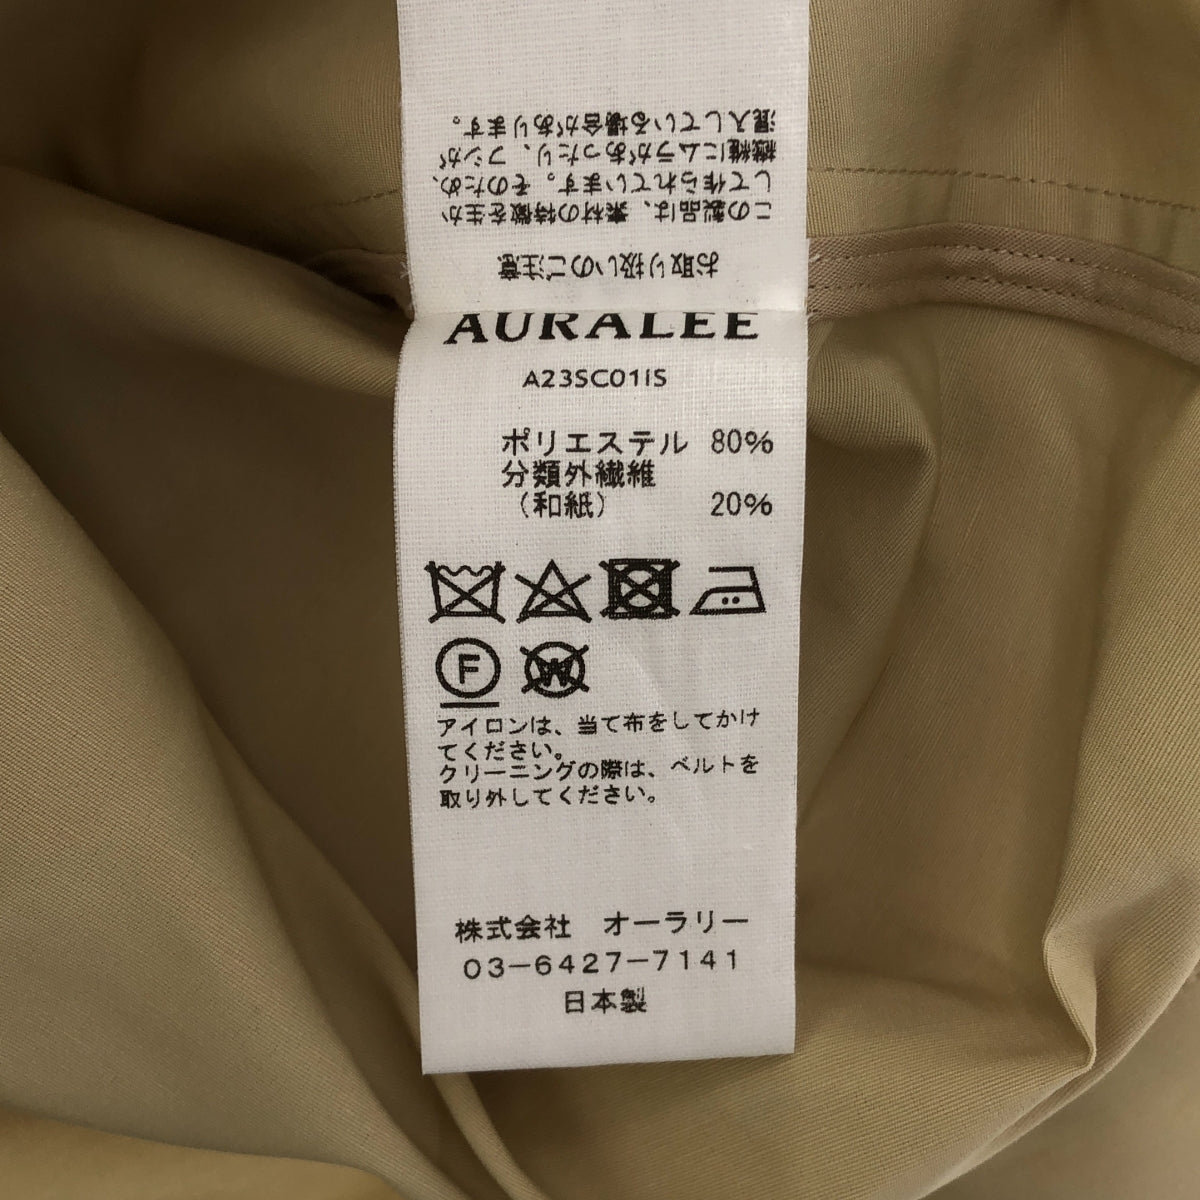 お取り扱いのご注意
この製品は、素材の特徴を生か
して作られています。そのため、
繊維にムラがあったり、フシが
混入している場合があります。
AURALEE
A23SC01IS
ポリエステル 80%
分類外繊維
(和紙) 20%
F
W
アイロンは、当て布をしてかけ
てください。
クリーニングの際は、ベルトを
取り外してください。
株式会社 オーラリー
03-6427-7141
日本製